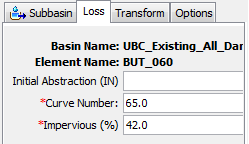 Subbasin Loss Transform Options
Basin Name: UBC_Existing_All_Dar
Element Name: BUT_060
Initial Abstraction (IN)
*Curve Number: 65.0
*Impervious (%) 42.0